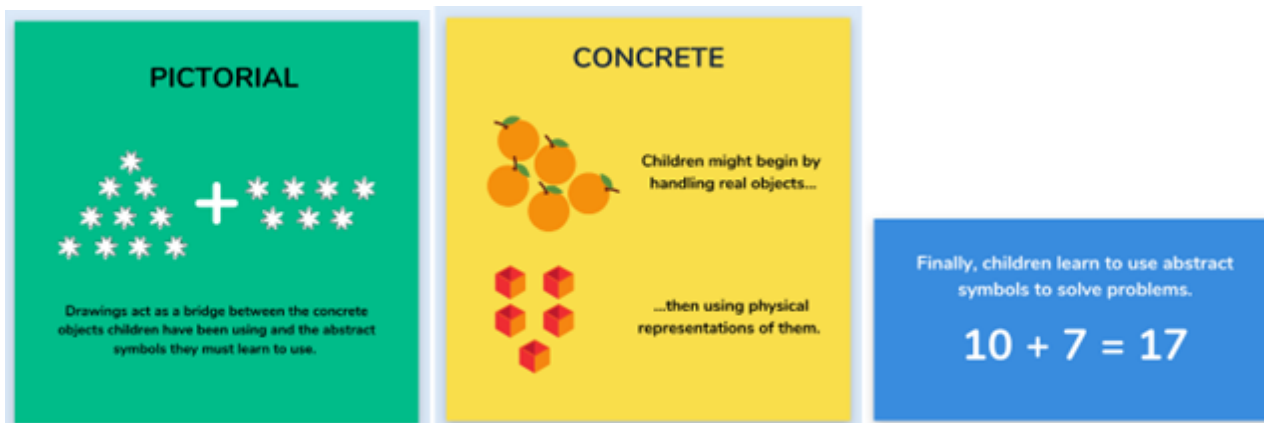 PICTORIAL
+
Drawings act as a bridge between the concrete
objects children have been using and the abstract
symbols they must learn to use.
CONCRETE
Children might begin by
handling real objects...
...then using physical
representations of them.
Finally, children learn to use abstract
symbols to solve problems.
10 + 7 = 17